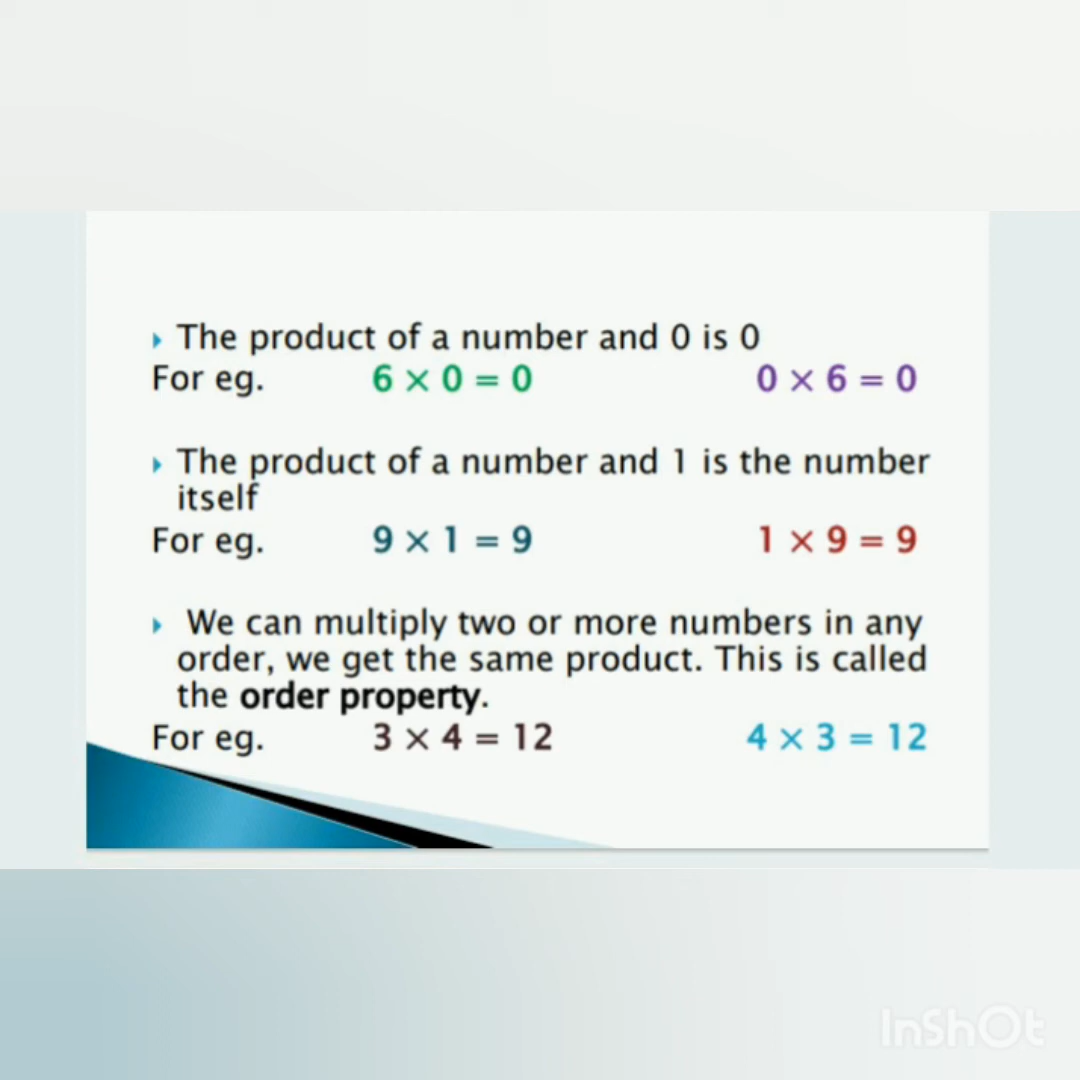 The product of a number and 0 is 0
For eg. 6 × 0 = 0 0 × 6 = 0
The product of a number and 1 is the number
itself
For eg. 9 × 1 = 9 1 × 9 = 9
We can multiply two or more numbers in any
order, we get the same product. This is called
the order property.
For eg. 3 × 4 = 12 4 × 3 = 12
InShOt